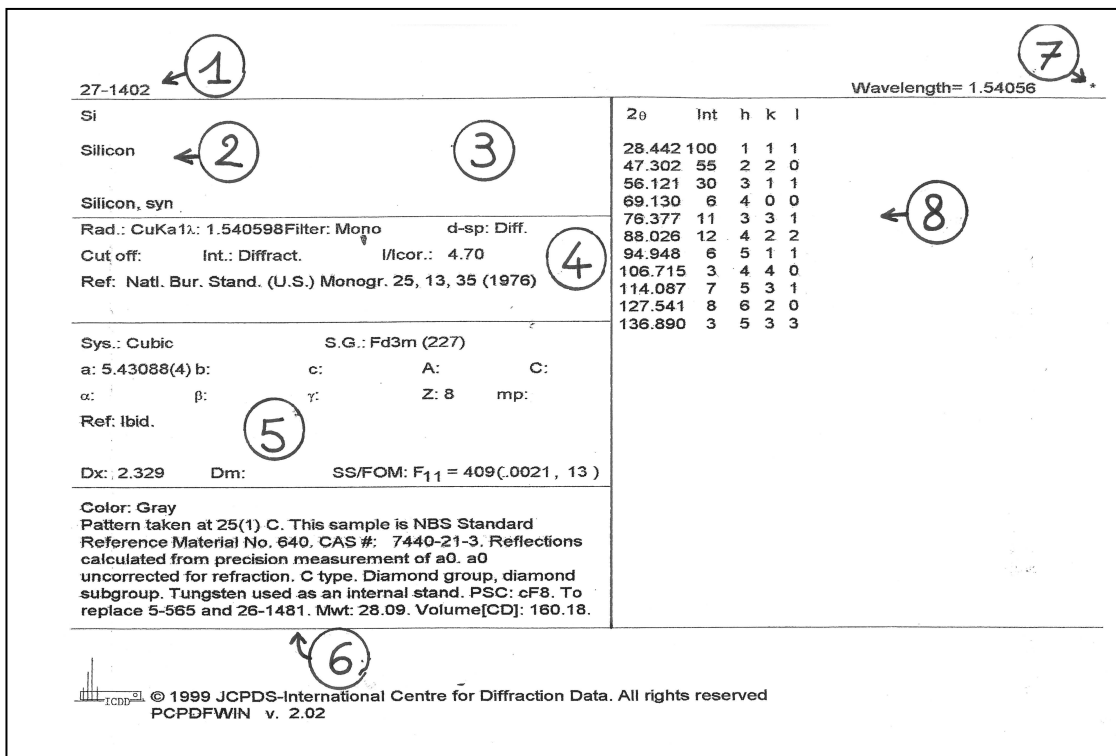 1
7
27-1402
Wavelength= 1.54056 *
Si
Silicon
2
3
Silicon, syn
Rad.: CuKa1λ: 1.540598Filter: Mono d-sp: Diff.
Cut off: Int.: Diffract. I/Icor.: 4.70
4
Ref: Natl. Bur. Stand. (U.S.) Monogr. 25, 13, 35 (1976)
Sys.: Cubic S.G.: Fd3m (227)
a: 5.43088(4) b: c: A: C:
α: β: γ: Z: 8 mp:
Ref: Ibid.
5
Dx: 2.329 Dm: SS/FOM: F11 = 409(.0021, 13 )
Color: Gray
Pattern taken at 25(1) C. This sample is NBS Standard
Reference Material No. 640. CAS #: 7440-21-3. Reflections
calculated from precision measurement of a0. a0
uncorrected for refraction. C type. Diamond group, diamond
subgroup. Tungsten used as an internal stand. PSC: cF8. To
replace 5-565 and 26-1481. Mwt: 28.09. Volume[CD]: 160.18.
6
2θ Int h k l
28.442 100 1 1 1
47.302 55 2 2 0
56.121 30 3 1 1
69.130 6 4 0 0
76.377 11 3 3 1
88.026 12 4 2 2
94.948 6 5 1 1
106.715 3 4 4 0
114.087 7 5 3 1
127.541 8 6 2 0
136.890 3 5 3 3
8
ICDD © 1999 JCPDS-International Centre for Diffraction Data. All rights reserved
PCPDFWIN v. 2.02